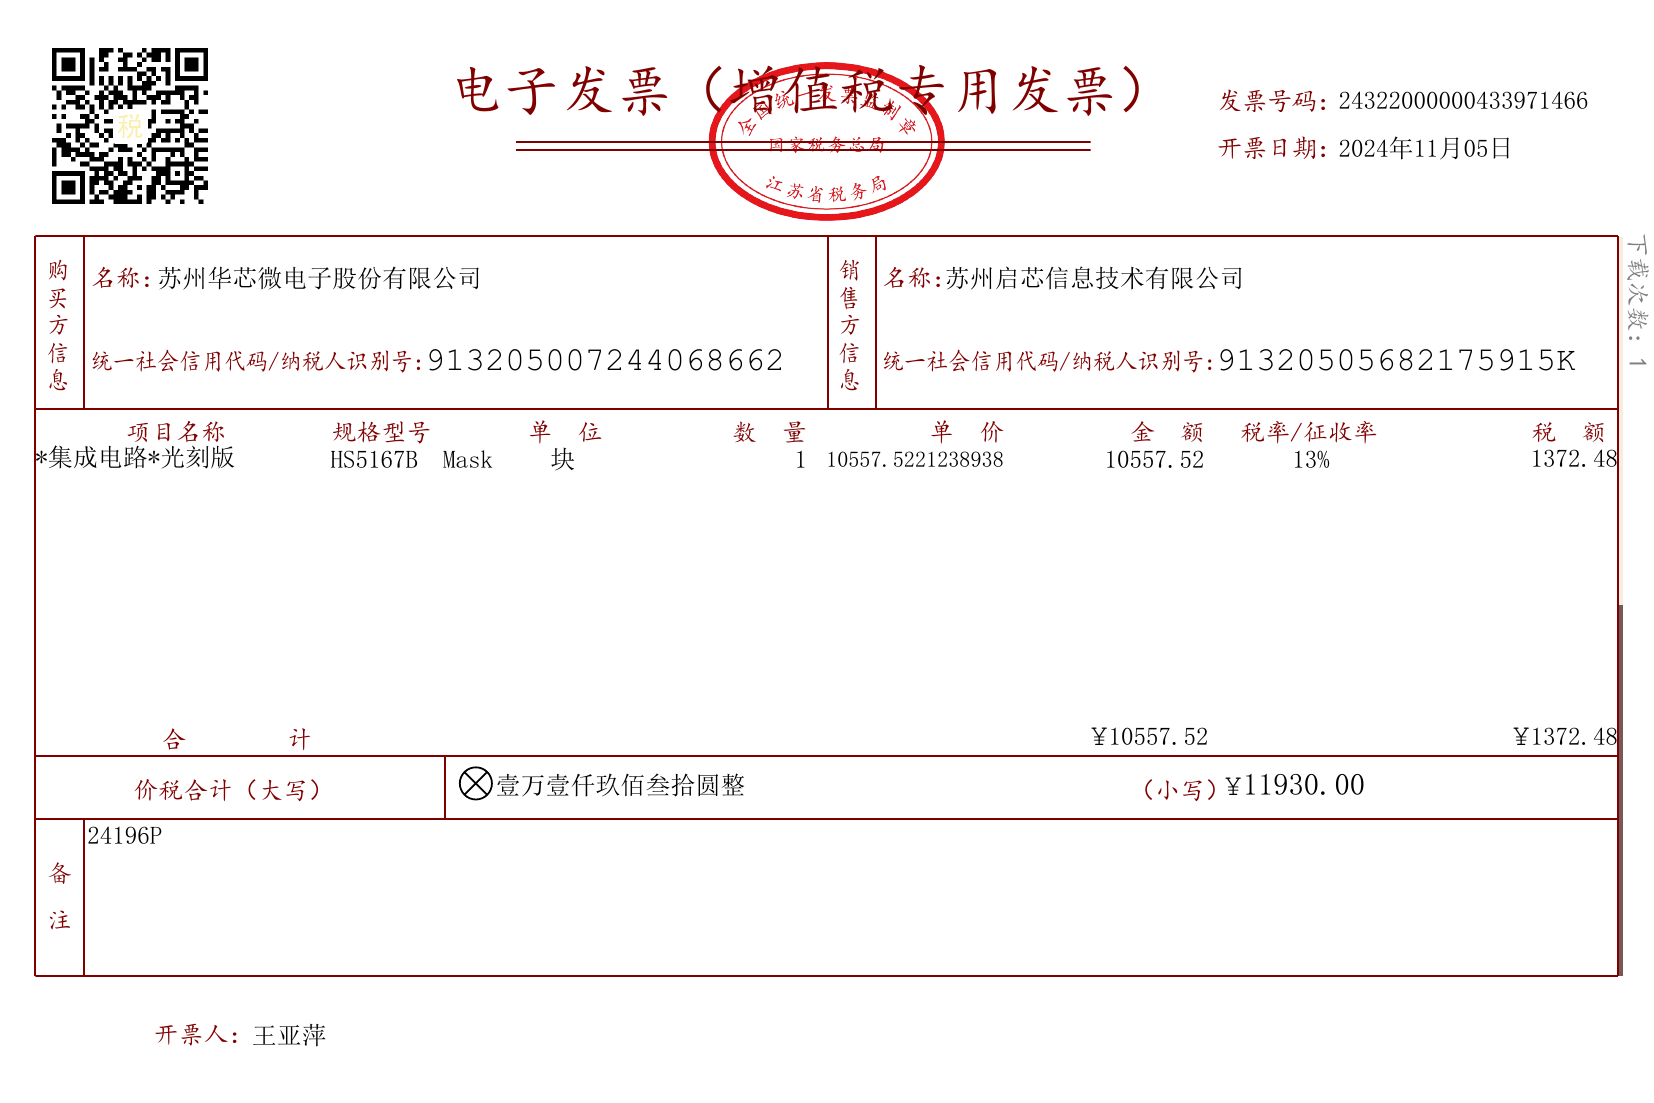 电子发票（增值税专用发票）
发票号码：24322000000433971466
开票日期：2024年11月05日
税
全国统一发票监制章
国家税务总局
江苏省税务局
下载次数：1
购买方信息
名称：苏州华芯微电子股份有限公司
统一社会信用代码/纳税人识别号：913205007244068662
销售方信息
名称：苏州启芯信息技术有限公司
统一社会信用代码/纳税人识别号：91320505682175915K
项目名称 规格型号 单位 数量 单价 金额 税率/征收率 税额
*集成电路*光刻版 HS5167B Mask 块 1 10557.5221238938 10557.52 13% 1372.48
合计 ¥10557.52 ¥1372.48
价税合计（大写） ⊗壹万壹仟玖佰叁拾圆整 （小写）¥11930.00
备注
24196P
开票人：王亚萍